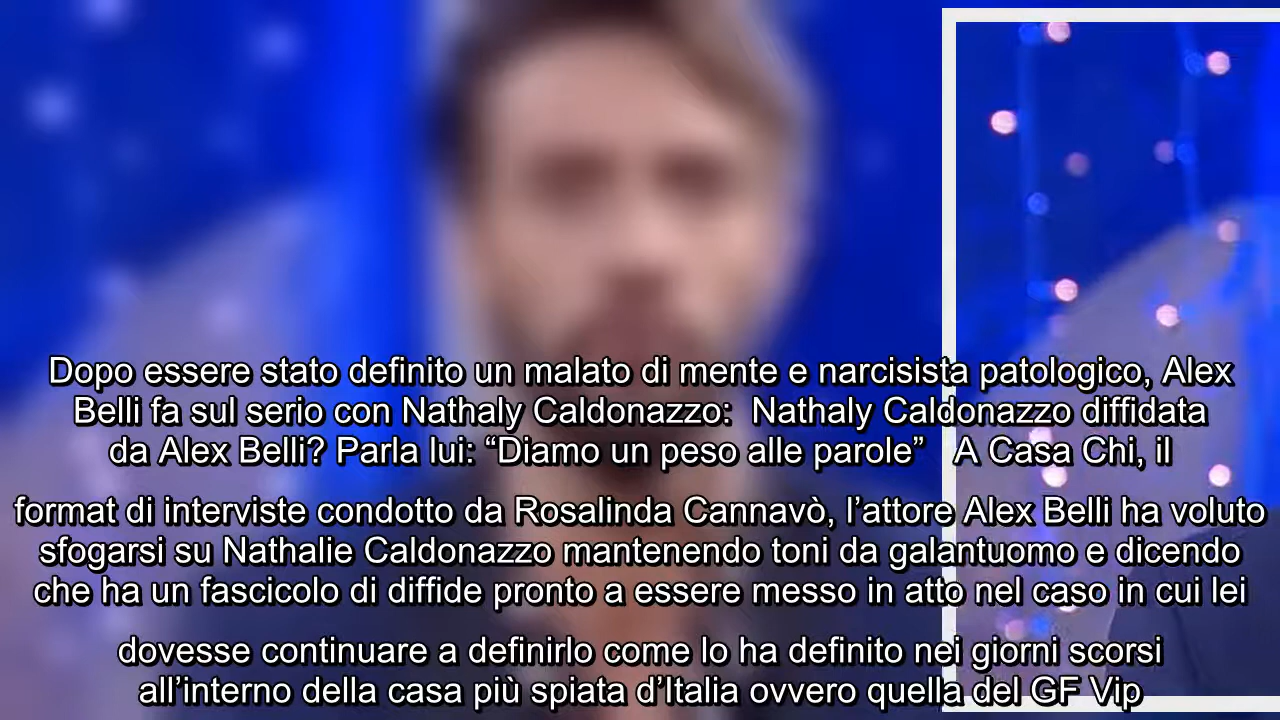 Dopo essere stato definito un malato di mente e narcisista patologico, Alex
Belli fa sul serio con Nathaly Caldonazzo:  Nathaly Caldonazzo diffidata
da Alex Belli? Parla lui: “Diamo un peso alle parole”   A Casa Chi, il
format di interviste condotto da Rosalinda Cannavò, l’attore Alex Belli ha voluto
sfogarsi su Nathalie Caldonazzo mantenendo toni da galantuomo e dicendo
che ha un fascicolo di diffide pronto a essere messo in atto nel caso in cui lei
dovesse continuare a definirlo come lo ha definito nei giorni scorsi
all’interno della casa più spiata d’Italia ovvero quella del GF Vip